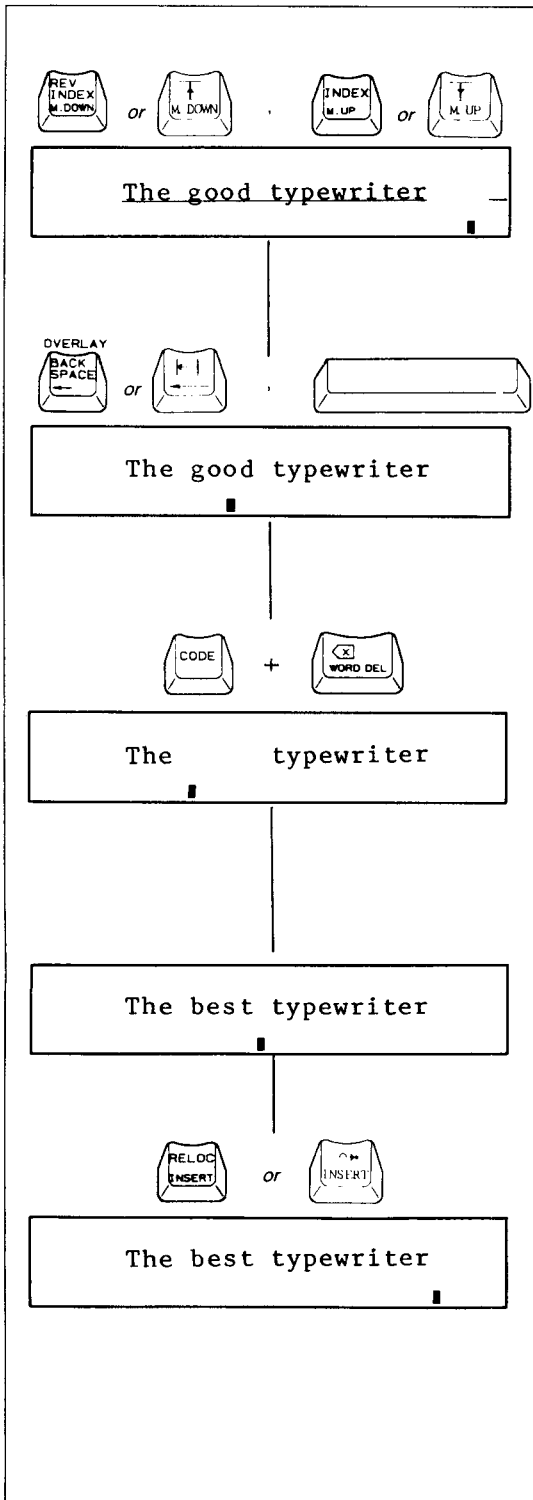 REV
INDEX
M. DOWN or M. DOWN , INDEX
M. UP or M. UP
The good typewriter
OVERLAY
BACK
SPACE or ,
The good typewriter
CODE + WORD DEL
The typewriter
The best typewriter
RELOC
INSERT or INSERT
The best typewriter